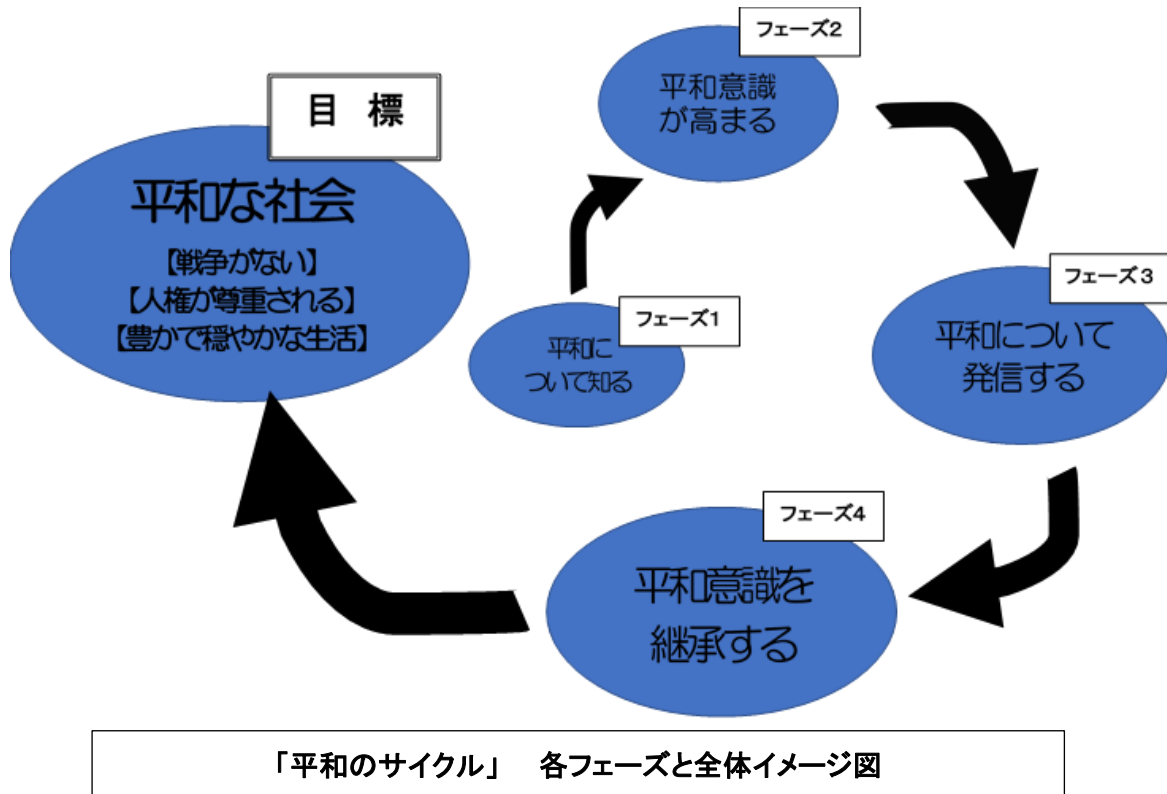 目　標
平和な社会
【戦争がない】
【人権が尊重される】
【豊かで穏やかな生活】
フェーズ1
平和に
ついて知る
フェーズ2
平和意識
が高まる
フェーズ３
平和について
発信する
フェーズ4
平和意識を
継承する
「平和のサイクル」　各フェーズと全体イメージ図